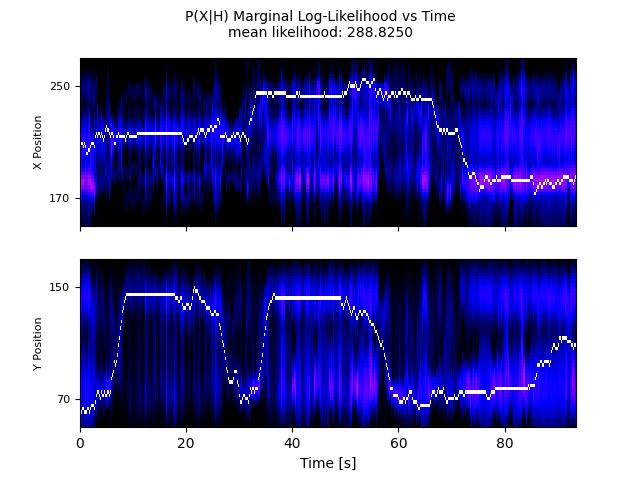 P(X|H) Marginal Log-Likelihood vs Time
mean likelihood: 288.8250
250
170
X Position
150
70
Y Position
0 20 40 60 80
Time [s]